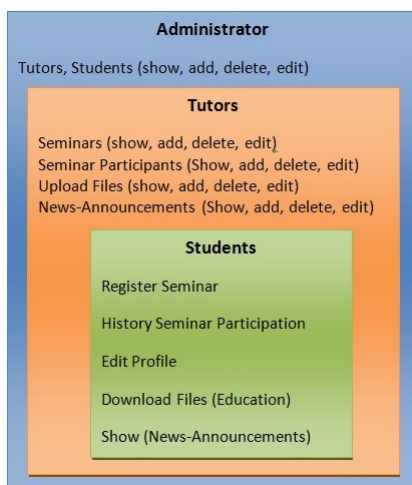 Administrator
Tutors, Students (show, add, delete, edit)
Tutors
Seminars (show, add, delete, edit)
Seminar Participants (Show, add, delete, edit)
Upload Files (show, add, delete, edit)
News-Announcements (Show, add, delete, edit)
Students
Register Seminar
History Seminar Participation
Edit Profile
Download Files (Education)
Show (News-Announcements)